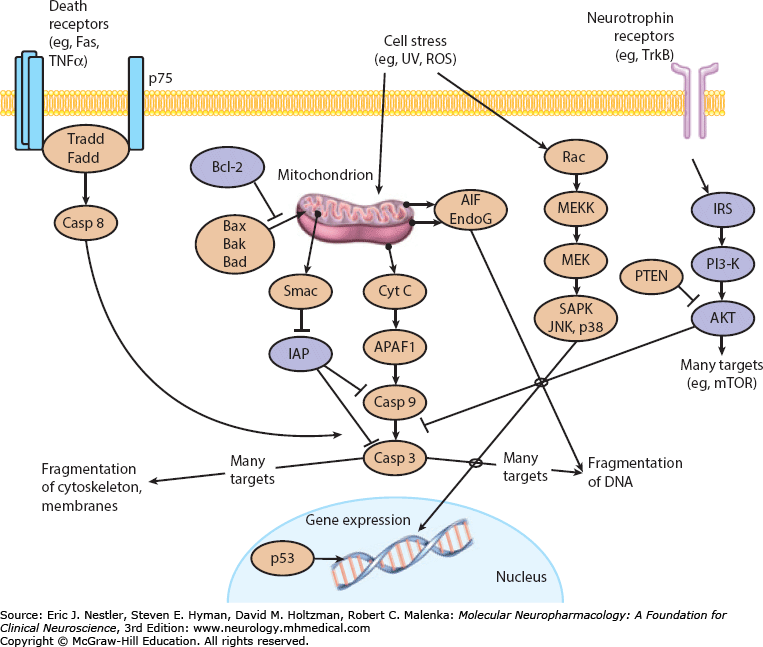 Death
receptors
(eg, Fas,
TNFα)
p75
Cell stress
(eg, UV, ROS)
Neurotrophin
receptors
(eg, TrkB)
Tradd
Fadd
Casp 8
Bcl-2
Mitochondrion
Bax
Bak
Bad
AIF
EndoG
Rac
MEKK
MEK
SAPK
JNK, p38
IRS
PI3-K
PTEN
AKT
Many targets
(eg, mTOR)
Smac
Cyt C
IAP
APAF1
Casp 9
Casp 3
Many
targets
Many
targets
Fragmentation
of cytoskeleton,
membranes
Fragmentation
of DNA
Gene expression
p53
Nucleus
Source: Eric J. Nestler, Steven E. Hyman, David M. Holtzman, Robert C. Malenka: Molecular Neuropharmacology: A Foundation for
Clinical Neuroscience, 3rd Edition: www.neurology.mhmedical.com
Copyright © McGraw-Hill Education. All rights reserved.